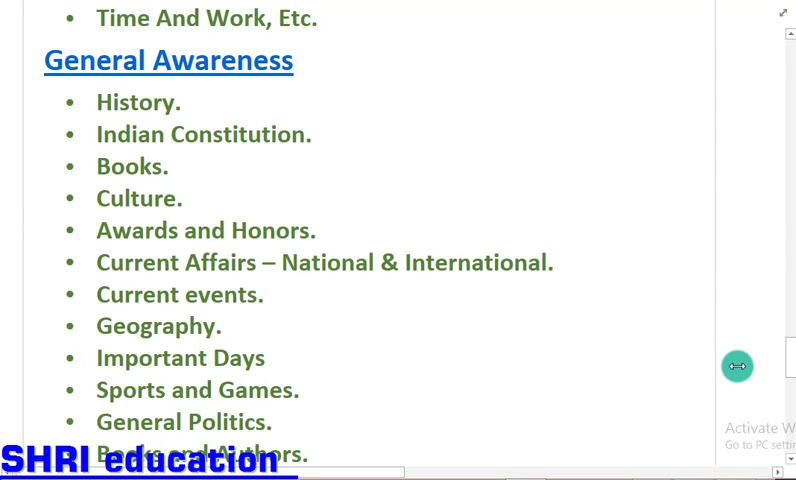 • Time And Work, Etc.
General Awareness
• History.
• Indian Constitution.
• Books.
• Culture.
• Awards and Honors.
• Current Affairs – National & International.
• Current events.
• Geography.
• Important Days
• Sports and Games.
• General Politics.
• Books and Authors.
SHRI education
Activate W
Go to PC settin